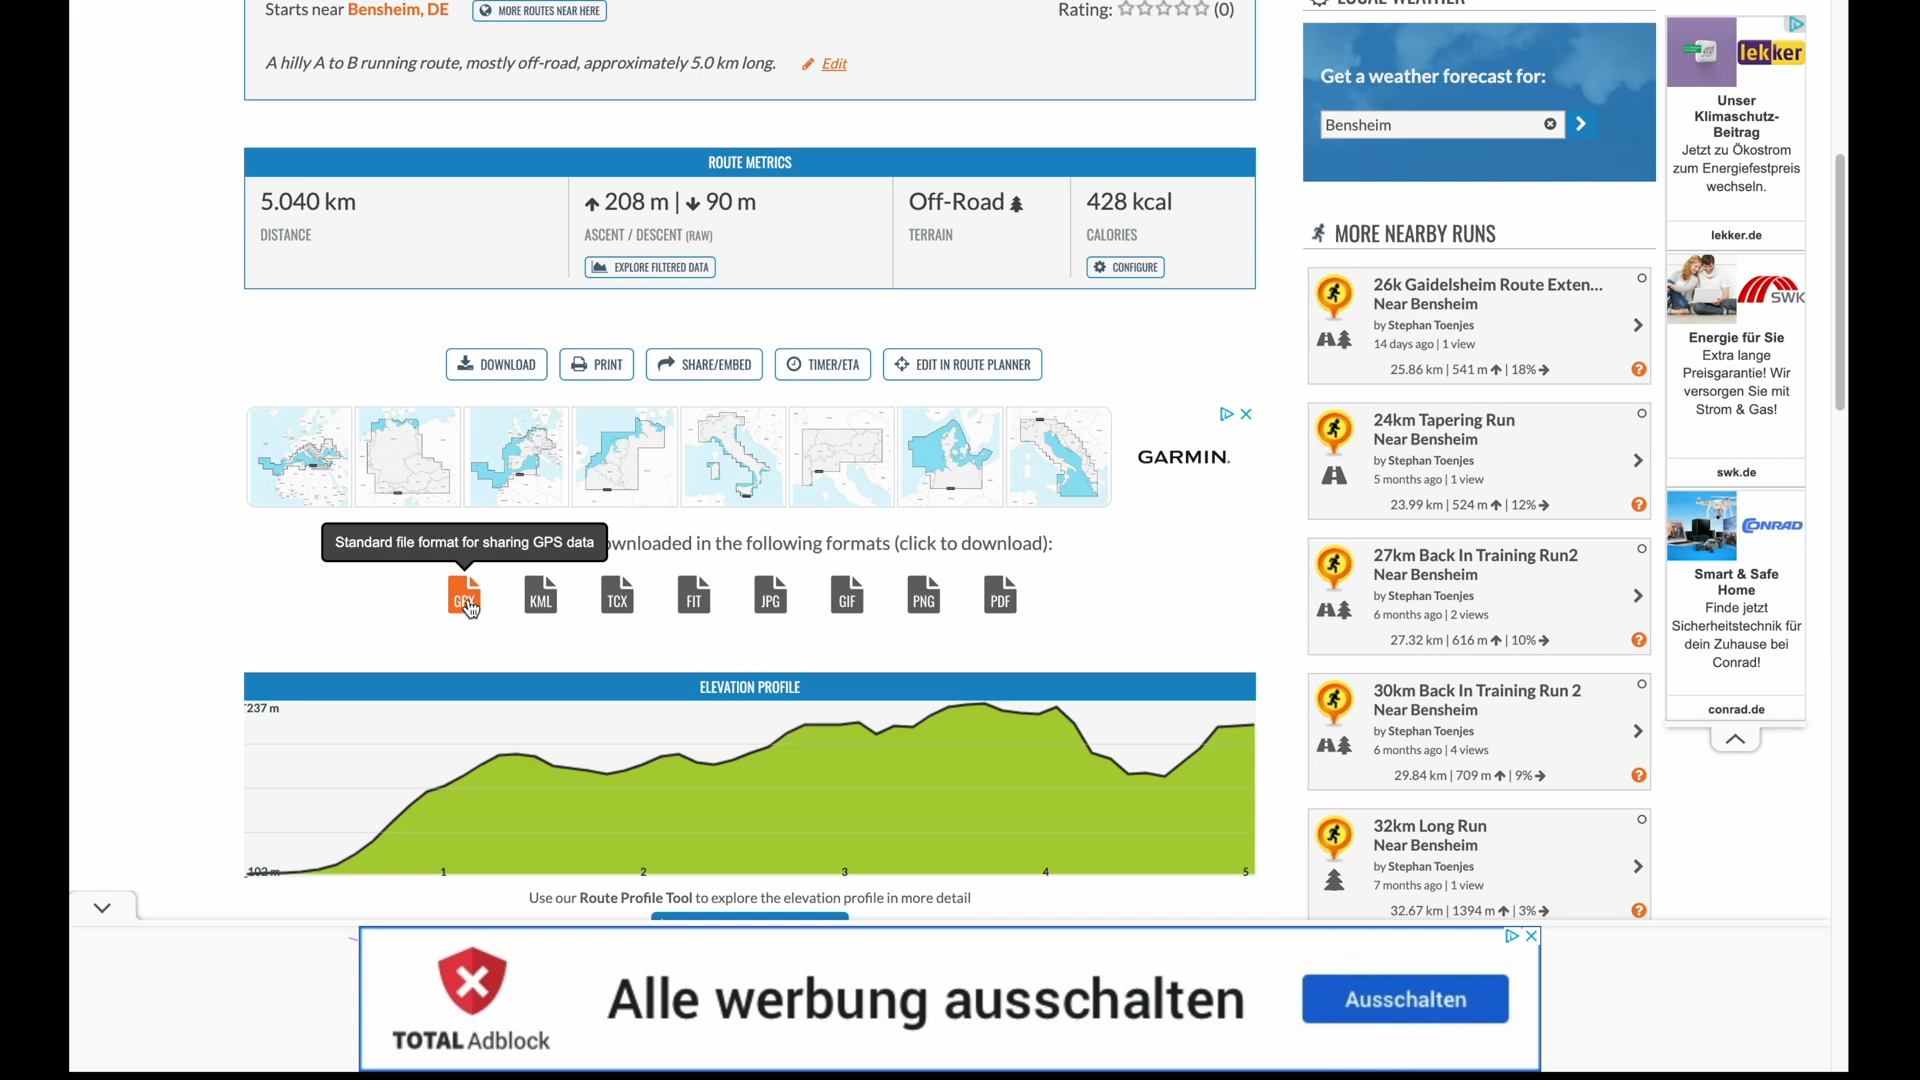 Starts near Bensheim, DE
MORE ROUTES NEAR HERE
Rating:
(0)
A hilly A to B running route, mostly off-road, approximately 5.0 km long.
Edit
ROUTE METRICS
5.040 km
DISTANCE
208 m | 90 m
ASCENT / DESCENT (RAW)
EXPLORE FILTERED DATA
Off-Road
TERRAIN
428 kcal
CALORIES
CONFIGURE
DOWNLOAD
PRINT
SHARE/EMBED
TIMER/ETA
EDIT IN ROUTE PLANNER
GARMIN.
Standard file format for sharing GPS data
ownloaded in the following formats (click to download):
GPX
KML
TCX
FIT
JPG
GIF
PNG
PDF
ELEVATION PROFILE
237 m
102 m
1
2
3
4
5
Use our Route Profile Tool to explore the elevation profile in more detail
Get a weather forecast for:
Bensheim
MORE NEARBY RUNS
26k Gaidelsheim Route Exten...
Near Bensheim
by Stephan Toenjes
14 days ago | 1 view
25.86 km | 541 m | 18%
24km Tapering Run
Near Bensheim
by Stephan Toenjes
5 months ago | 1 view
23.99 km | 524 m | 12%
27km Back In Training Run2
Near Bensheim
by Stephan Toenjes
6 months ago | 2 views
27.32 km | 616 m | 10%
30km Back In Training Run 2
Near Bensheim
by Stephan Toenjes
6 months ago | 4 views
29.84 km | 709 m | 9%
32km Long Run
Near Bensheim
by Stephan Toenjes
7 months ago | 1 view
32.67 km | 1394 m | 3%
lekker
Unser
Klimaschutz-
Beitrag
Jetzt zu Ökostrom
zum Energiefestpreis
wechseln.
lekker.de
SWK
Energie für Sie
Extra lange
Preisgarantie! Wir
versorgen Sie mit
Strom & Gas!
swk.de
CONRAD
Smart & Safe
Home
Finde jetzt
Sicherheitstechnik für
dein Zuhause bei
Conrad!
conrad.de
TOTAL Adblock
Alle werbung ausschalten
Ausschalten